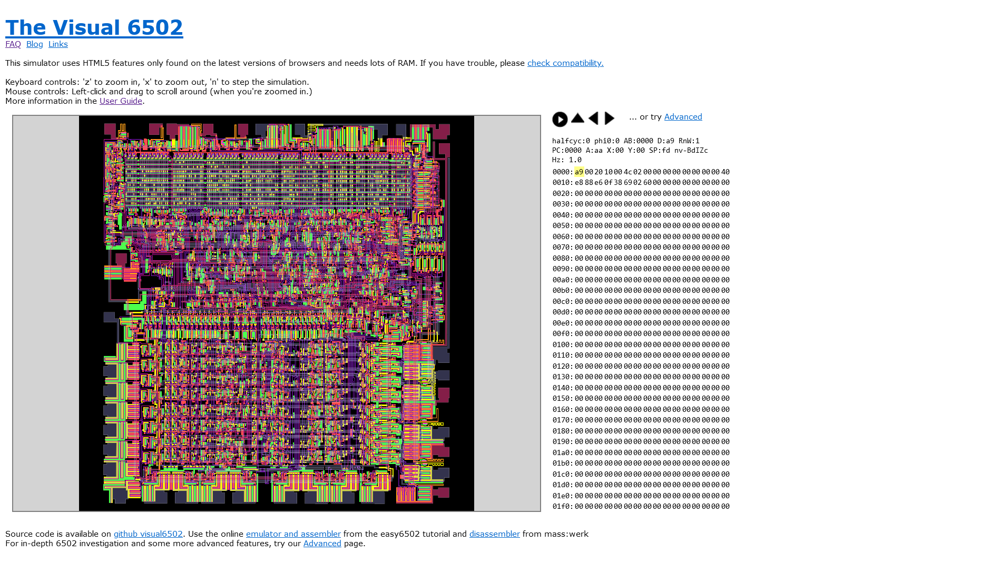 The Visual 6502
FAQ Blog Links
This simulator uses HTML5 features only found on the latest versions of browsers and needs lots of RAM. If you have trouble, please check compatibility.
Keyboard controls: 'z' to zoom in, 'x' to zoom out, 'n' to step the simulation.
Mouse controls: Left-click and drag to scroll around (when you're zoomed in.)
More information in the User Guide.
... or try Advanced
halfcyc:0 phi0:0 AB:0000 D:a9 RnW:1
PC:0000 A:aa X:00 Y:00 SP:fd nv-BdIZc
Hz: 1.0
0000: a9 00 20 10 00 4c 02 00 00 00 00 00 00 00 00 40
0010: e8 88 e6 0f 38 69 02 60 00 00 00 00 00 00 00 00
0020: 00 00 00 00 00 00 00 00 00 00 00 00 00 00 00 00
0030: 00 00 00 00 00 00 00 00 00 00 00 00 00 00 00 00
0040: 00 00 00 00 00 00 00 00 00 00 00 00 00 00 00 00
0050: 00 00 00 00 00 00 00 00 00 00 00 00 00 00 00 00
0060: 00 00 00 00 00 00 00 00 00 00 00 00 00 00 00 00
0070: 00 00 00 00 00 00 00 00 00 00 00 00 00 00 00 00
0080: 00 00 00 00 00 00 00 00 00 00 00 00 00 00 00 00
0090: 00 00 00 00 00 00 00 00 00 00 00 00 00 00 00 00
00a0: 00 00 00 00 00 00 00 00 00 00 00 00 00 00 00 00
00b0: 00 00 00 00 00 00 00 00 00 00 00 00 00 00 00 00
00c0: 00 00 00 00 00 00 00 00 00 00 00 00 00 00 00 00
00d0: 00 00 00 00 00 00 00 00 00 00 00 00 00 00 00 00
00e0: 00 00 00 00 00 00 00 00 00 00 00 00 00 00 00 00
00f0: 00 00 00 00 00 00 00 00 00 00 00 00 00 00 00 00
0100: 00 00 00 00 00 00 00 00 00 00 00 00 00 00 00 00
0110: 00 00 00 00 00 00 00 00 00 00 00 00 00 00 00 00
0120: 00 00 00 00 00 00 00 00 00 00 00 00 00 00 00 00
0130: 00 00 00 00 00 00 00 00 00 00 00 00 00 00 00 00
0140: 00 00 00 00 00 00 00 00 00 00 00 00 00 00 00 00
0150: 00 00 00 00 00 00 00 00 00 00 00 00 00 00 00 00
0160: 00 00 00 00 00 00 00 00 00 00 00 00 00 00 00 00
0170: 00 00 00 00 00 00 00 00 00 00 00 00 00 00 00 00
0180: 00 00 00 00 00 00 00 00 00 00 00 00 00 00 00 00
0190: 00 00 00 00 00 00 00 00 00 00 00 00 00 00 00 00
01a0: 00 00 00 00 00 00 00 00 00 00 00 00 00 00 00 00
01b0: 00 00 00 00 00 00 00 00 00 00 00 00 00 00 00 00
01c0: 00 00 00 00 00 00 00 00 00 00 00 00 00 00 00 00
01d0: 00 00 00 00 00 00 00 00 00 00 00 00 00 00 00 00
01e0: 00 00 00 00 00 00 00 00 00 00 00 00 00 00 00 00
01f0: 00 00 00 00 00 00 00 00 00 00 00 00 00 00 00 00
Source code is available on github visual6502. Use the online emulator and assembler from the easy6502 tutorial and disassembler from mass:werk
For in-depth 6502 investigation and some more advanced features, try our Advanced page.